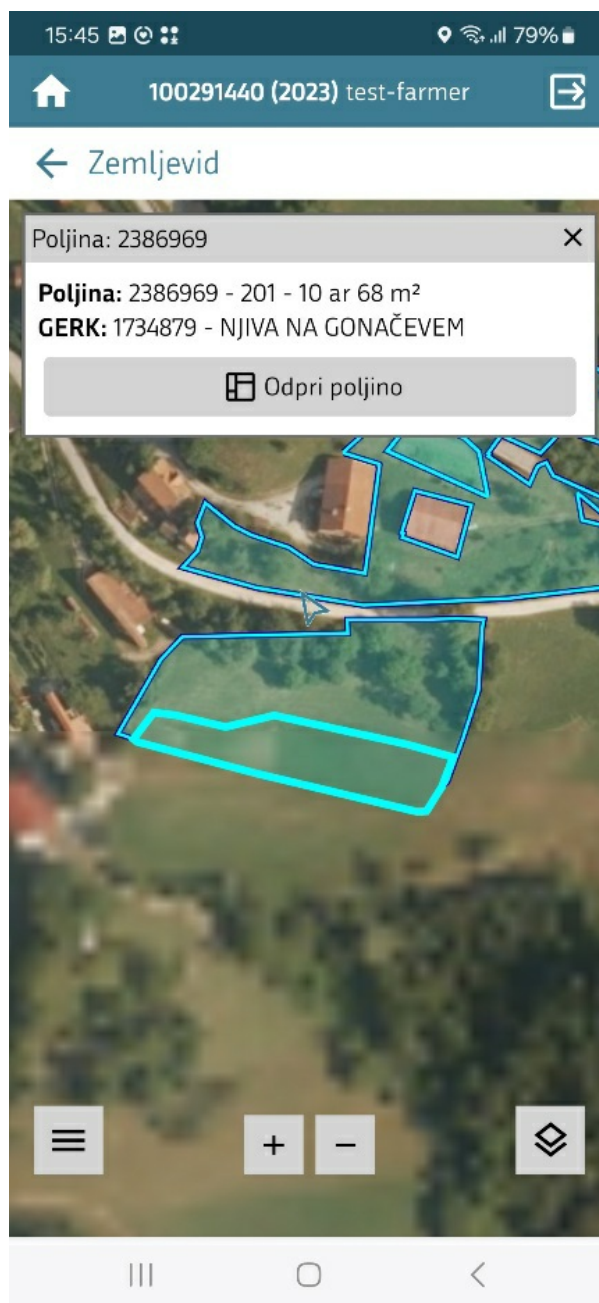 15:45
79%
100291440 (2023) test-farmer
Zemljevid
Poljina: 2386969
Poljina: 2386969 - 201 - 10 ar 68 m²
GERK: 1734879 - NJIVA NA GONAČEVEM
Odpri poljino